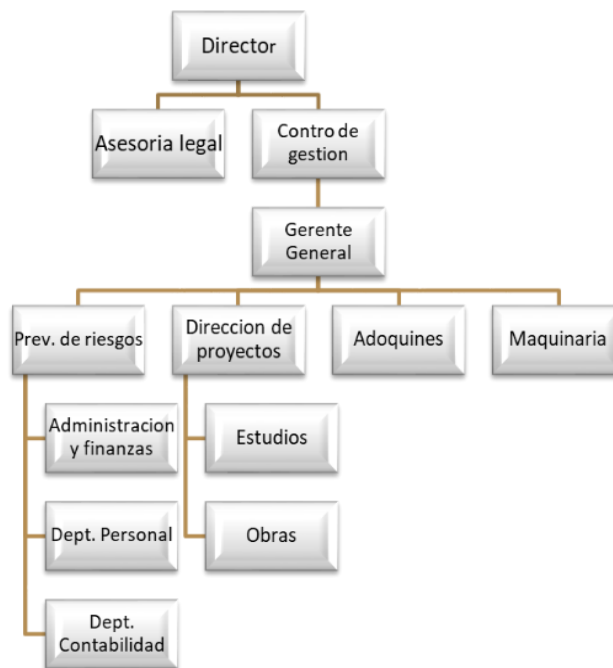 Director
Asesoria legal
Contro de
gestion
Gerente
General
Prev. de riesgos
Direccion de
proyectos
Adoquines
Maquinaria
Administracion
y finanzas
Estudios
Dept. Personal
Obras
Dept.
Contabilidad